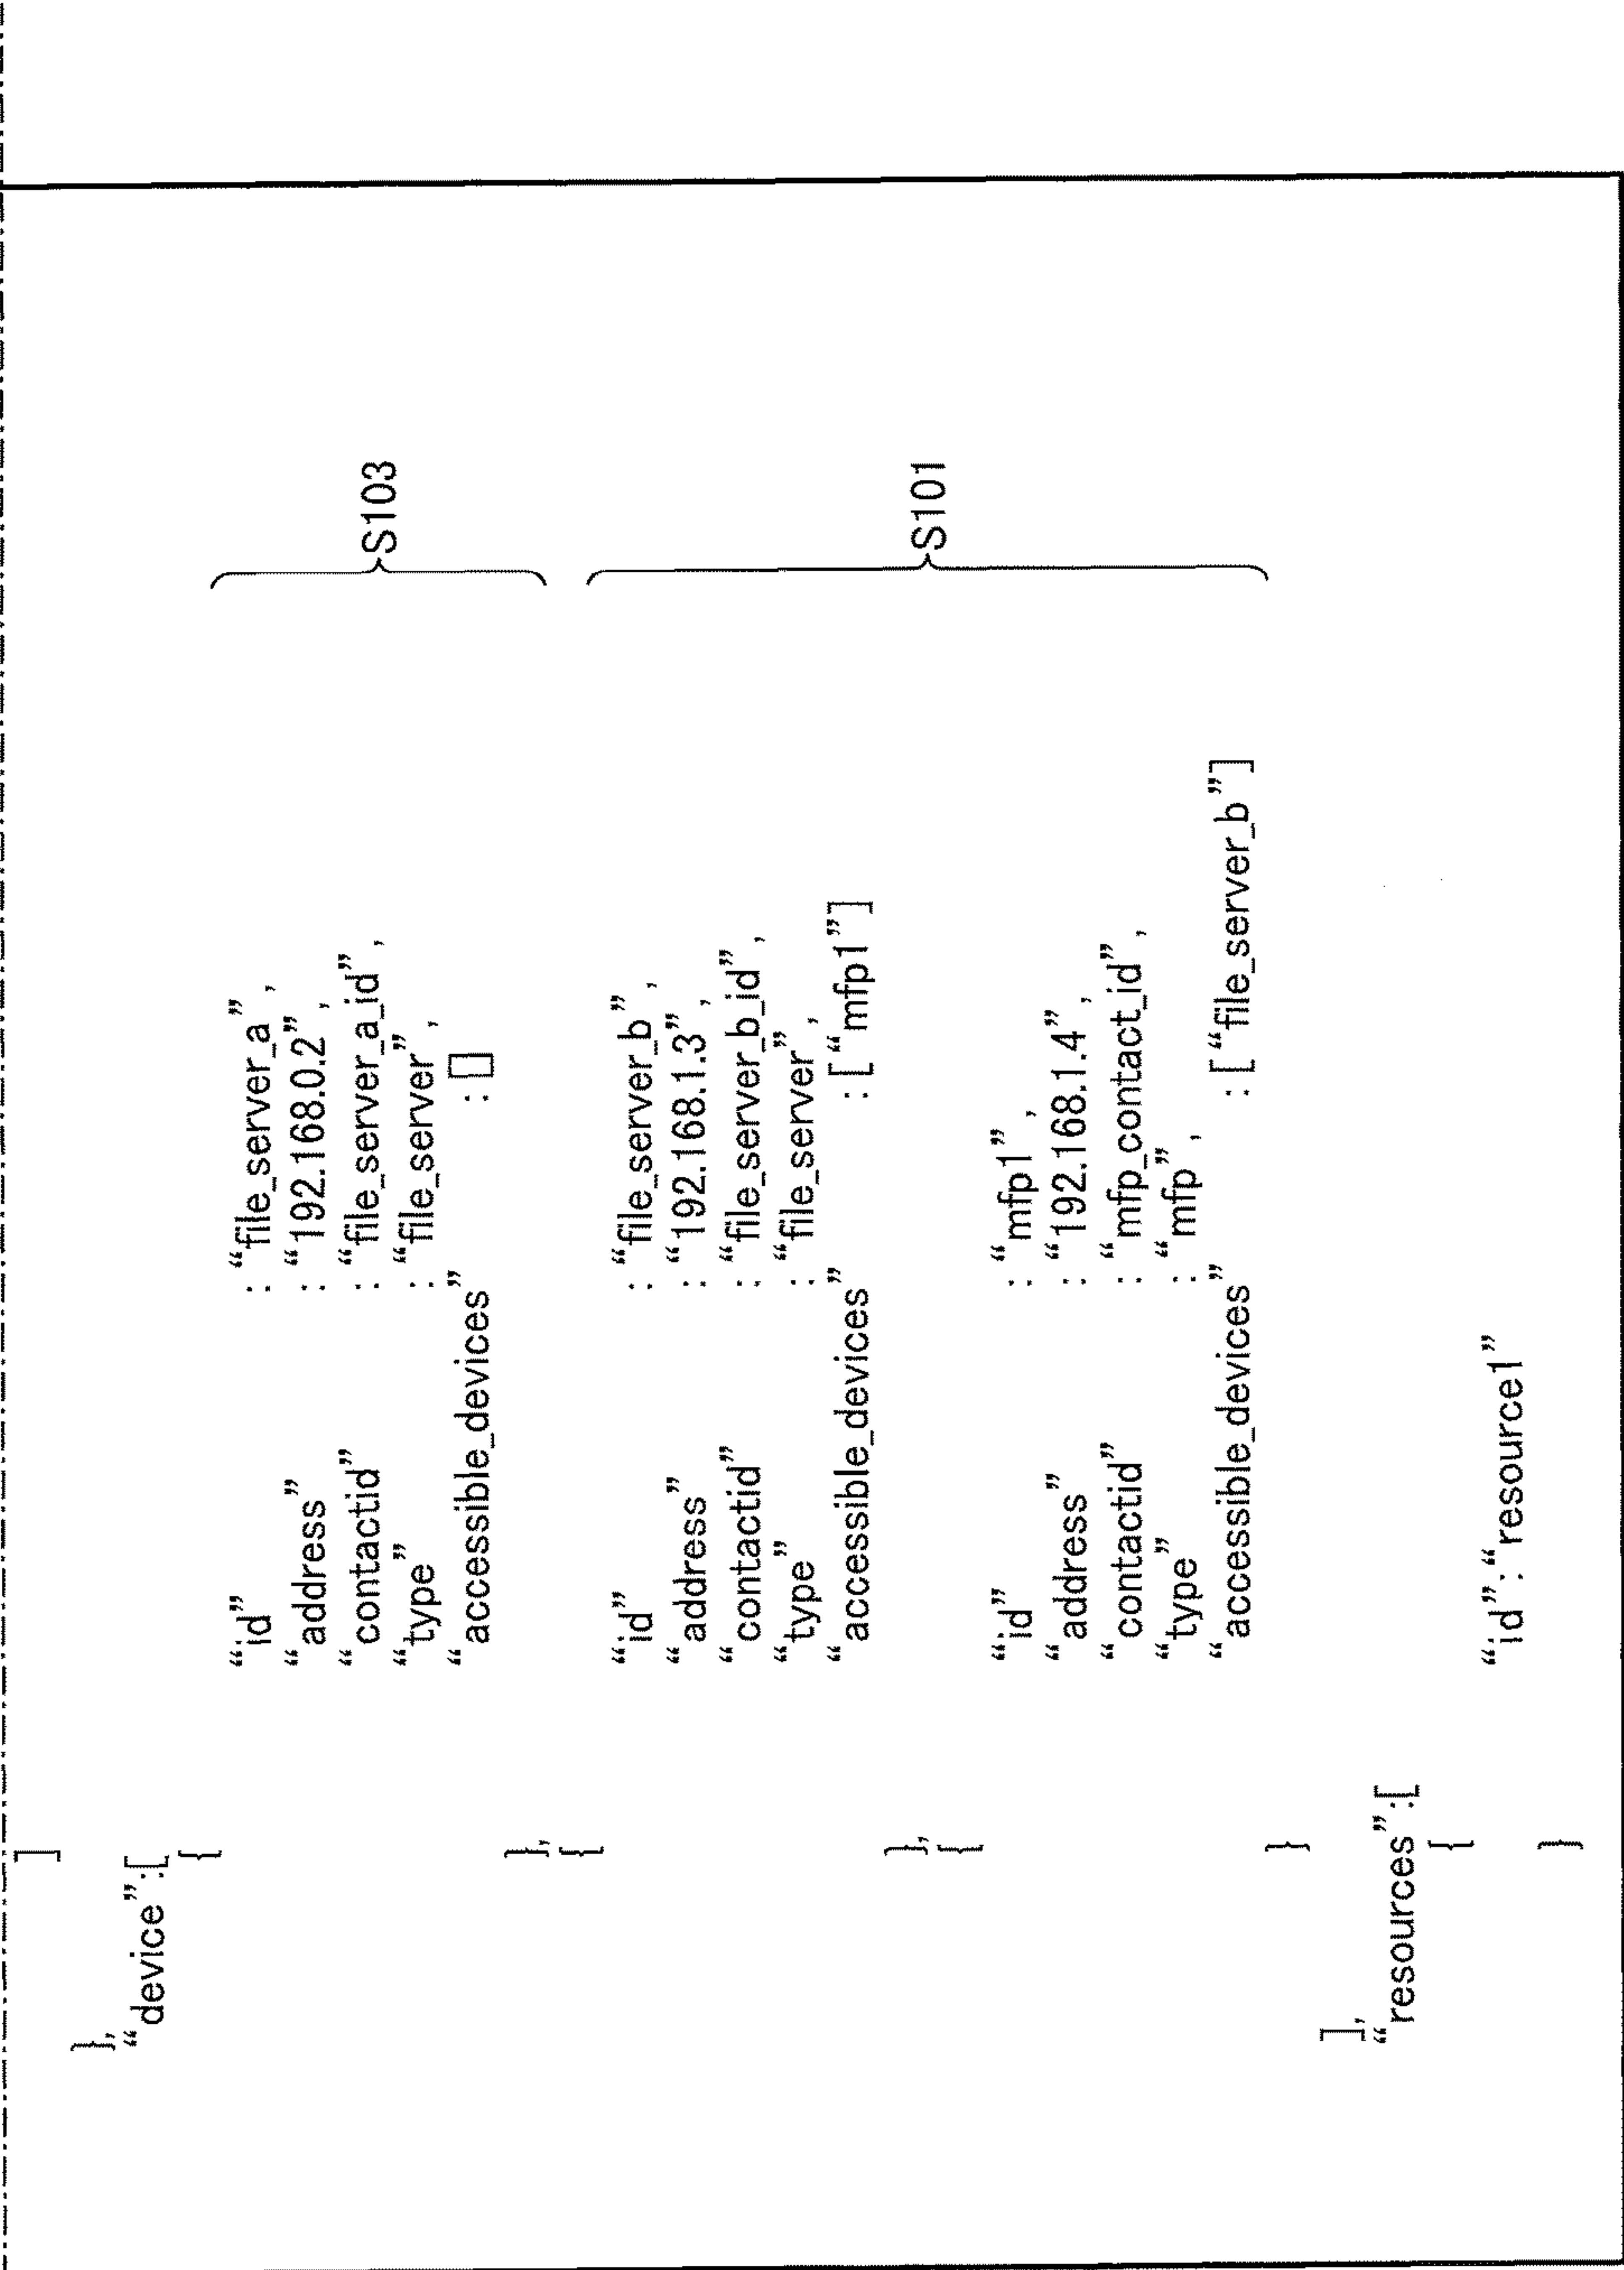 ]
},
“device”:[
{
“id” : “file_server_a”,
“address” : “192.168.0.2”,
“contactid” : “file_server_a_id”,
“type” : “file_server”,
“accessible_devices” : []
S103
},
{
“id” : “file_server_b”,
“address” : “192.168.1.3”,
“contactid” : “file_server_b_id”,
“type” : “file_server”,
“accessible_devices” : [“mfp1”]
},
{
“id” : “mfp1”,
“address” : “192.168.1.4”,
“contactid” : “mfp_contact_id”,
“type” : “mfp”,
“accessible_devices” : [“file_server_b”]
S101
}
],
“resources”:[
{
“id”:“resource1”
}